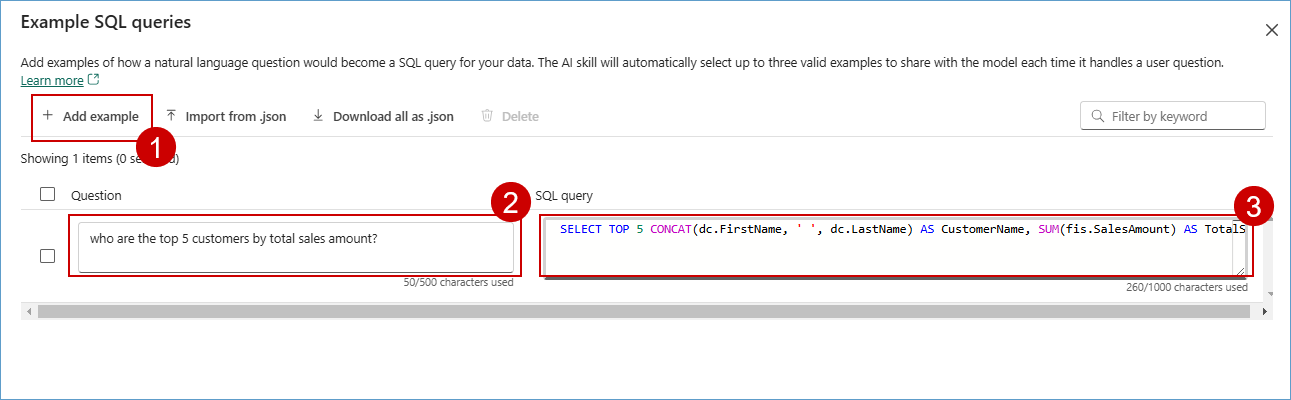 Example SQL queries
Add examples of how a natural language question would become a SQL query for your data. The AI skill will automatically select up to three valid examples to share with the model each time it handles a user question.
Learn more
Add example
Import from .json
Download all as .json
Delete
Filter by keyword
1
Showing 1 items (0 se d)
Question
2
SQL query
3
who are the top 5 customers by total sales amount?
SELECT TOP 5 CONCAT(dc.FirstName, ' ', dc.LastName) AS CustomerName, SUM(fis.SalesAmount) AS TotalS
50/500 characters used
260/1000 characters used